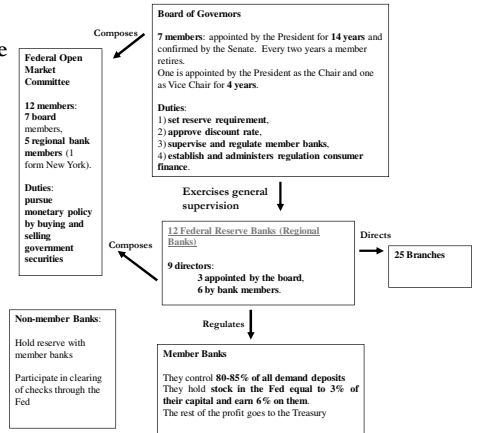 Board of Governors
7 members: appointed by the President for 14 years and
confirmed by the Senate. Every two years a member
retires.
One is appointed by the President as the Chair and one
as Vice Chair for 4 years.
Duties:
1) set reserve requirement,
2) approve discount rate,
3) supervise and regulate member banks,
4) establish and administers regulation consumer
finance.
Composes
e
Federal Open
Market
Committee
12 members:
7 board
members,
5 regional bank
members (1
form New York).
Duties:
pursue
monetary policy
by buying and
selling
government
securities
Exercises general
supervision
12 Federal Reserve Banks (Regional
Banks)
9 directors:
3 appointed by the board,
6 by bank members.
Composes
Directs
25 Branches
Regulates
Non-member Banks:
Hold reserve with
member banks
Participate in clearing
of checks through the
Fed
Member Banks
They control 80-85% of all demand deposits
They hold stock in the Fed equal to 3% of
their capital and earn 6% on them.
The rest of the profit goes to the Treasury